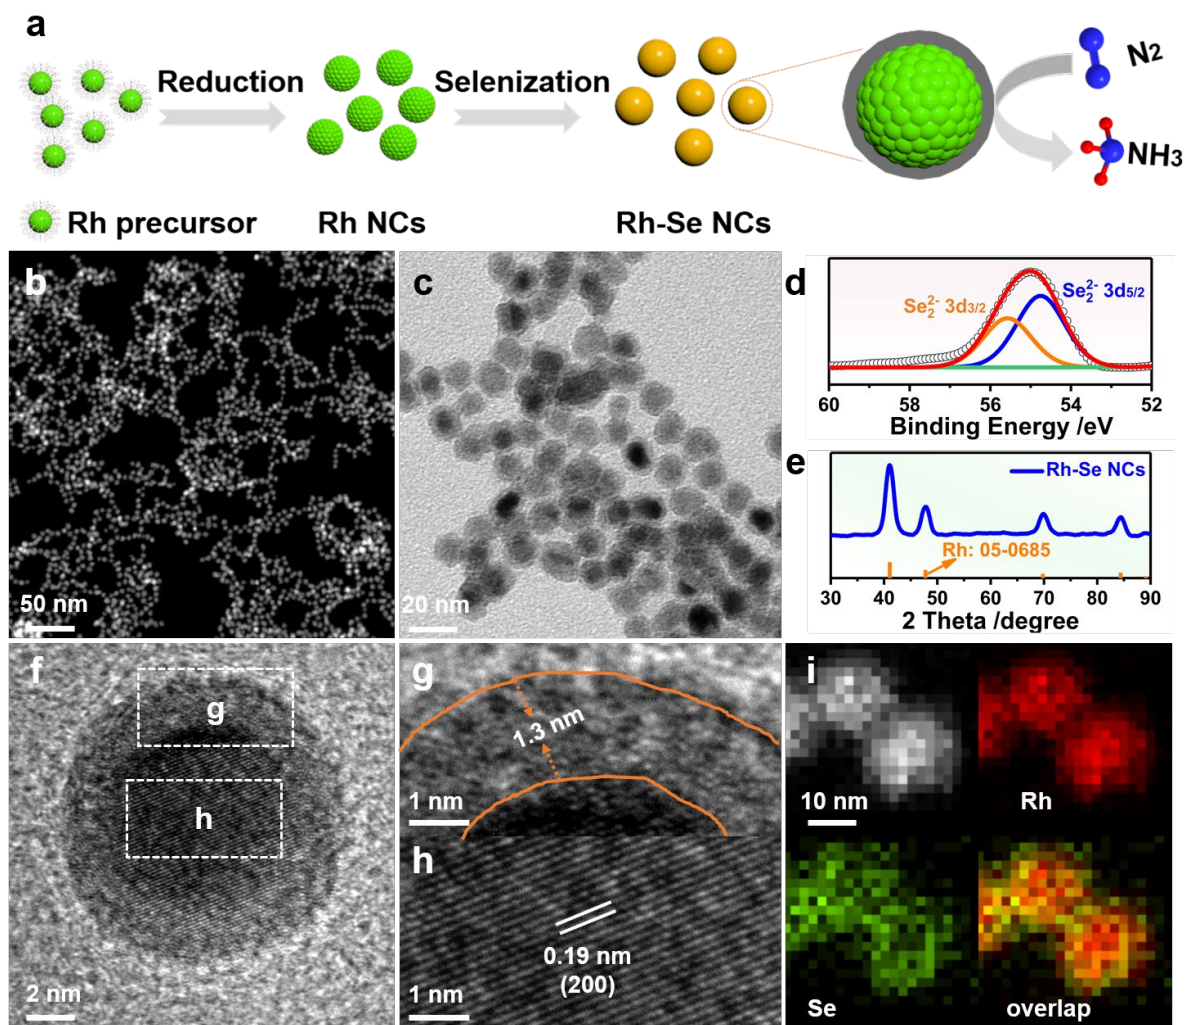 a
Reduction
Selenization
N2
NH3
Rh precursor
Rh NCs
Rh-Se NCs
b
50 nm
c
20 nm
d
Se2^2- 3d3/2
Se2^2- 3d5/2
60 58 56 54 52
Binding Energy /eV
e
Rh-Se NCs
Rh: 05-0685
30 40 50 60 70 80 90
2 Theta /degree
f
g
h
2 nm
g
1.3 nm
1 nm
h
0.19 nm
(200)
1 nm
i
10 nm
Rh
Se
overlap